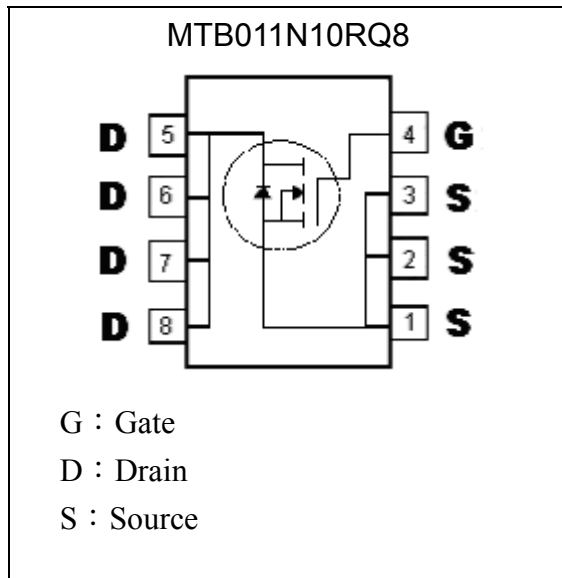 MTB011N10RQ8
D 5 4 G
D 6 3 S
D 7 2 S
D 8 1 S
G：Gate
D：Drain
S：Source